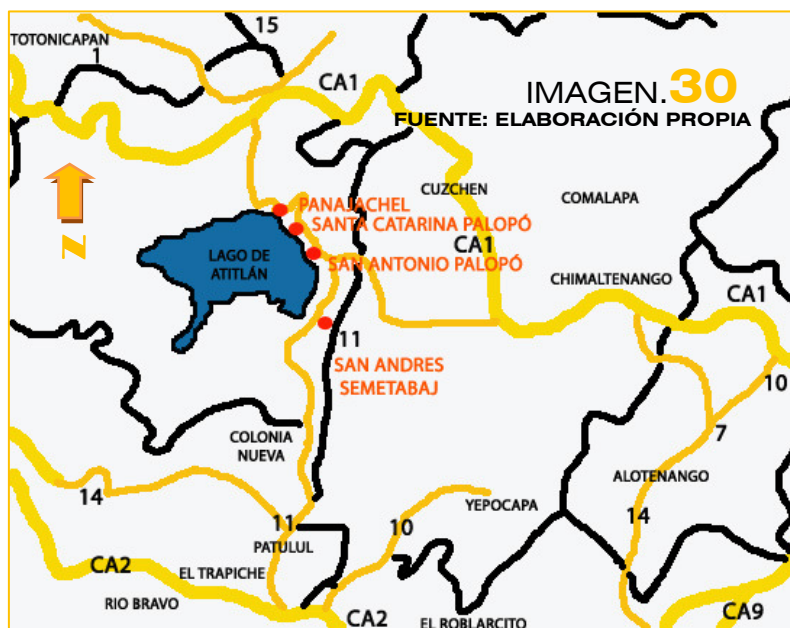 TOTONICAPAN
1
15
CA1
IMAGEN.30
FUENTE: ELABORACIÓN PROPIA
N
CUZCHEN
COMALAPA
PANAJACHEL
SANTA CATARINA PALOPÓ
SAN ANTONIO PALOPÓ
LAGO DE
ATITLÁN
CA1
CHIMALTENANGO
CA1
11
SAN ANDRES
SEMETABAJ
10
7
COLONIA
NUEVA
ALOTENANGO
14
YEPOCAPA
11
10
14
PATULUL
CA2
EL TRAPICHE
RIO BRAVO
CA2
EL ROBLARCITO
CA9